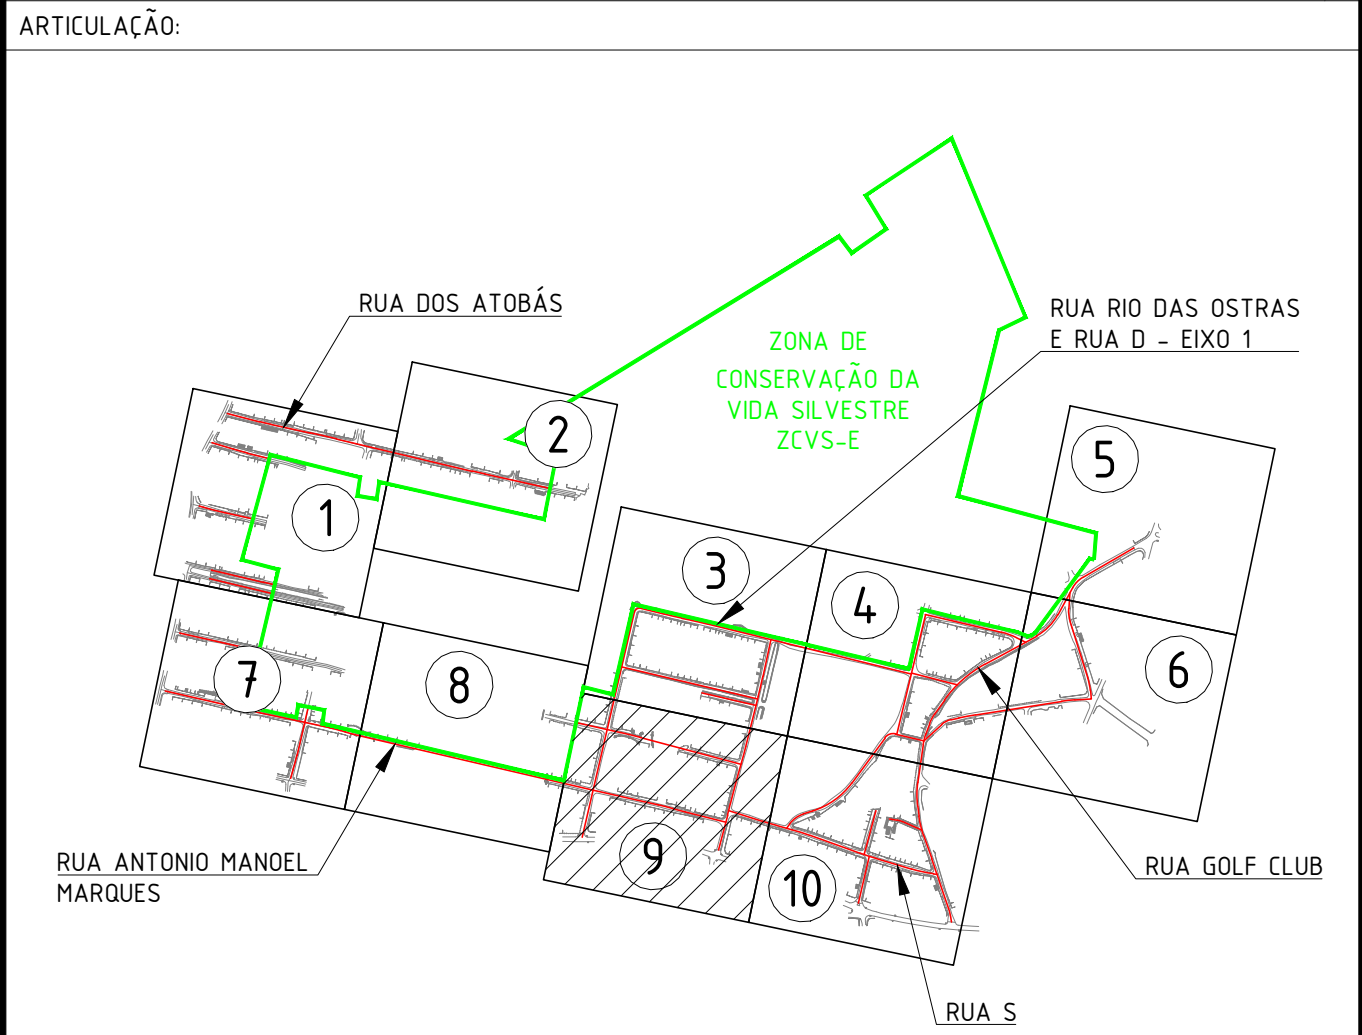 ARTICULAÇÃO:
RUA DOS ATOBÁS
RUA RIO DAS OSTRAS
E RUA D - EIXO 1
ZONA DE
CONSERVAÇÃO DA
VIDA SILVESTRE
ZCVS-E
2
5
1
3
4
6
7
8
9
10
RUA ANTONIO MANOEL
MARQUES
RUA GOLF CLUB
RUA S